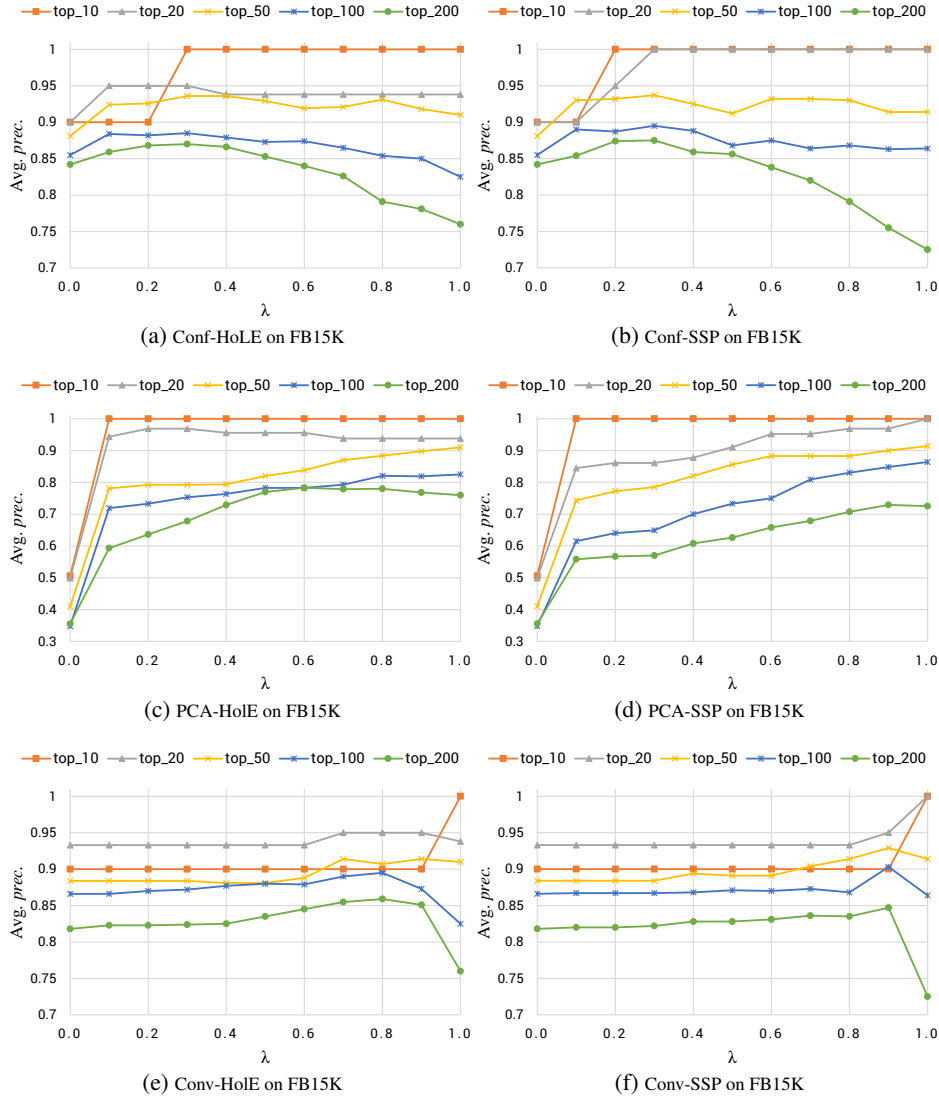 top_10 top_20 top_50 top_100 top_200 top_10 top_20 top_50 top_100 top_200
1 1
0.95 0.95
0.9 0.9
0.85 0.85
0.8 0.8
0.75 0.75
0.7 0.7
Avg. prec. Avg. prec.
0.0 0.2 0.4 0.6 0.8 1.0 0.0 0.2 0.4 0.6 0.8 1.0
λ λ
(a) Conf-HoLE on FB15K (b) Conf-SSP on FB15K
top_10 top_20 top_50 top_100 top_200 top_10 top_20 top_50 top_100 top_200
1 1
0.9 0.9
0.8 0.8
0.7 0.7
0.6 0.6
0.5 0.5
0.4 0.4
0.3 0.3
Avg. prec. Avg. prec.
0.0 0.2 0.4 0.6 0.8 1.0 0.0 0.2 0.4 0.6 0.8 1.0
λ λ
(c) PCA-HolE on FB15K (d) PCA-SSP on FB15K
top_10 top_20 top_50 top_100 top_200 top_10 top_20 top_50 top_100 top_200
1 1
0.95 0.95
0.9 0.9
0.85 0.85
0.8 0.8
0.75 0.75
0.7 0.7
Avg. prec. Avg. prec.
0.0 0.2 0.4 0.6 0.8 1.0 0.0 0.2 0.4 0.6 0.8 1.0
λ λ
(e) Conv-HolE on FB15K (f) Conv-SSP on FB15K